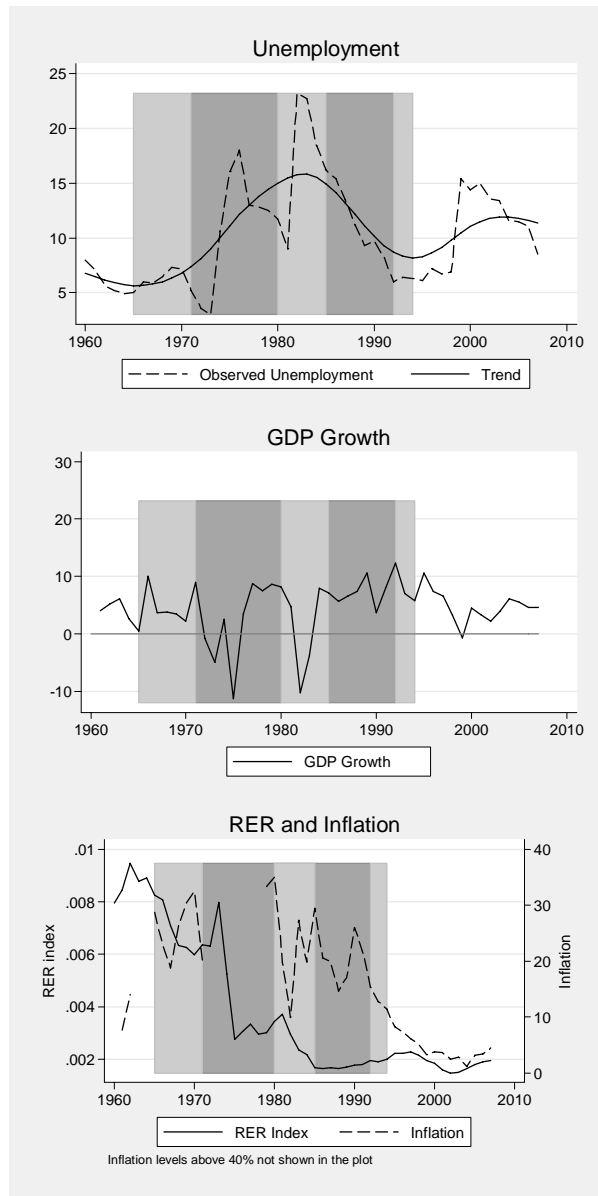 Unemployment
25
20
15
10
5
1960 1970 1980 1990 2000 2010
Observed Unemployment Trend
GDP Growth
30
20
10
0
-10
1960 1970 1980 1990 2000 2010
GDP Growth
RER and Inflation
.01 40
.008 30
.006 20
.004 10
.002 0
RER index
Inflation
1960 1970 1980 1990 2000 2010
RER Index Inflation
Inflation levels above 40% not shown in the plot